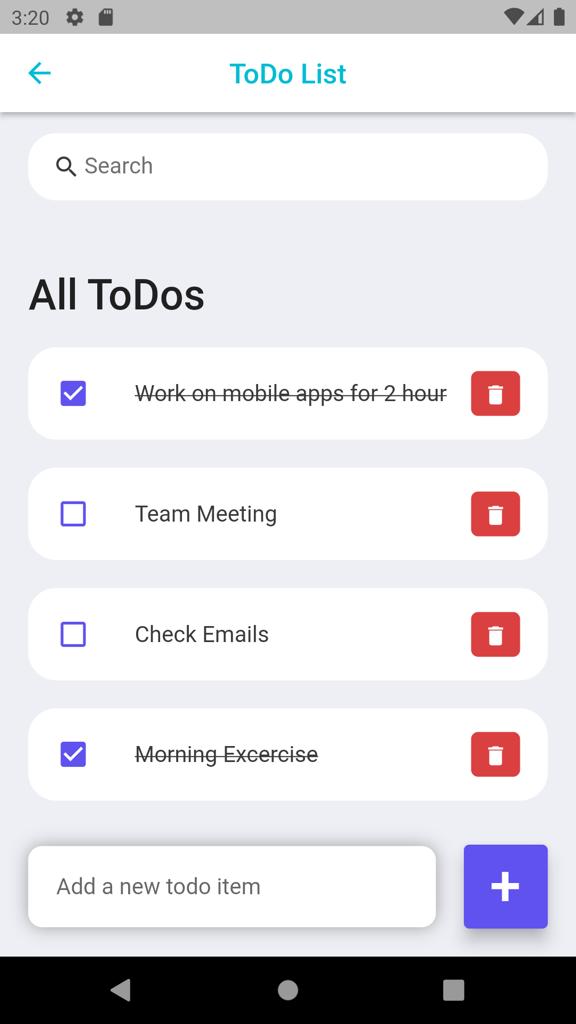 3:20
ToDo List
Search
All ToDos
Work on mobile apps for 2 hour
Team Meeting
Check Emails
Morning Excercise
Add a new todo item